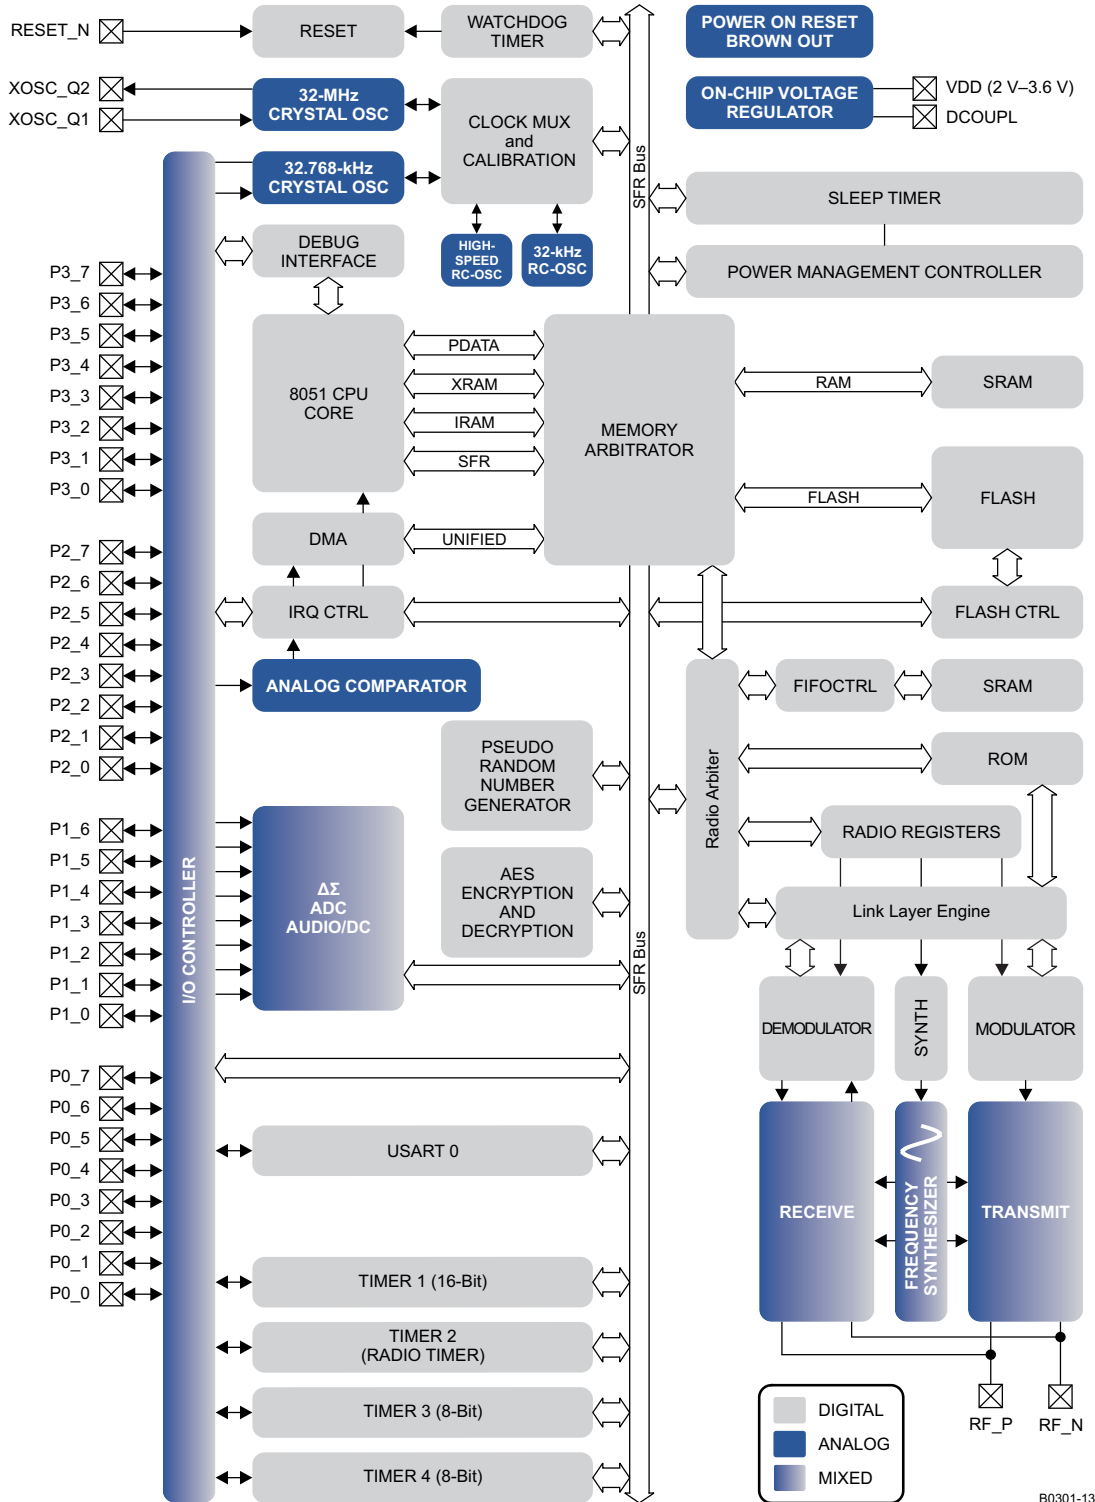 RESET_N
RESET
WATCHDOG
TIMER
POWER ON RESET
BROWN OUT
XOSC_Q2
XOSC_Q1
32-MHz
CRYSTAL OSC
CLOCK MUX
and
CALIBRATION
SFR Bus
ON-CHIP VOLTAGE
REGULATOR
VDD (2 V–3.6 V)
DCOUPL
32.768-kHz
CRYSTAL OSC
SLEEP TIMER
HIGH-
SPEED
RC-OSC
32-kHz
RC-OSC
DEBUG
INTERFACE
POWER MANAGEMENT CONTROLLER
P3_7
P3_6
P3_5
P3_4
P3_3
P3_2
P3_1
P3_0
8051 CPU
CORE
PDATA
XRAM
IRAM
SFR
MEMORY
ARBITRATOR
RAM
SRAM
FLASH
FLASH
DMA
UNIFIED
P2_7
P2_6
P2_5
P2_4
P2_3
P2_2
P2_1
P2_0
IRQ CTRL
FLASH CTRL
ANALOG COMPARATOR
FIFOCTRL
SRAM
PSEUDO
RANDOM
NUMBER
GENERATOR
Radio Arbiter
ROM
P1_6
P1_5
P1_4
P1_3
P1_2
P1_1
P1_0
I/O CONTROLLER
ΔΣ
ADC
AUDIO/DC
AES
ENCRYPTION
AND
DECRYPTION
RADIO REGISTERS
Link Layer Engine
SFR Bus
DEMODULATOR
SYNTH
MODULATOR
P0_7
P0_6
P0_5
P0_4
P0_3
P0_2
P0_1
P0_0
USART 0
RECEIVE
FREQUENCY
SYNTHESIZER
TRANSMIT
TIMER 1 (16-Bit)
TIMER 2
(RADIO TIMER)
TIMER 3 (8-Bit)
TIMER 4 (8-Bit)
DIGITAL
ANALOG
MIXED
RF_P
RF_N
B0301-13